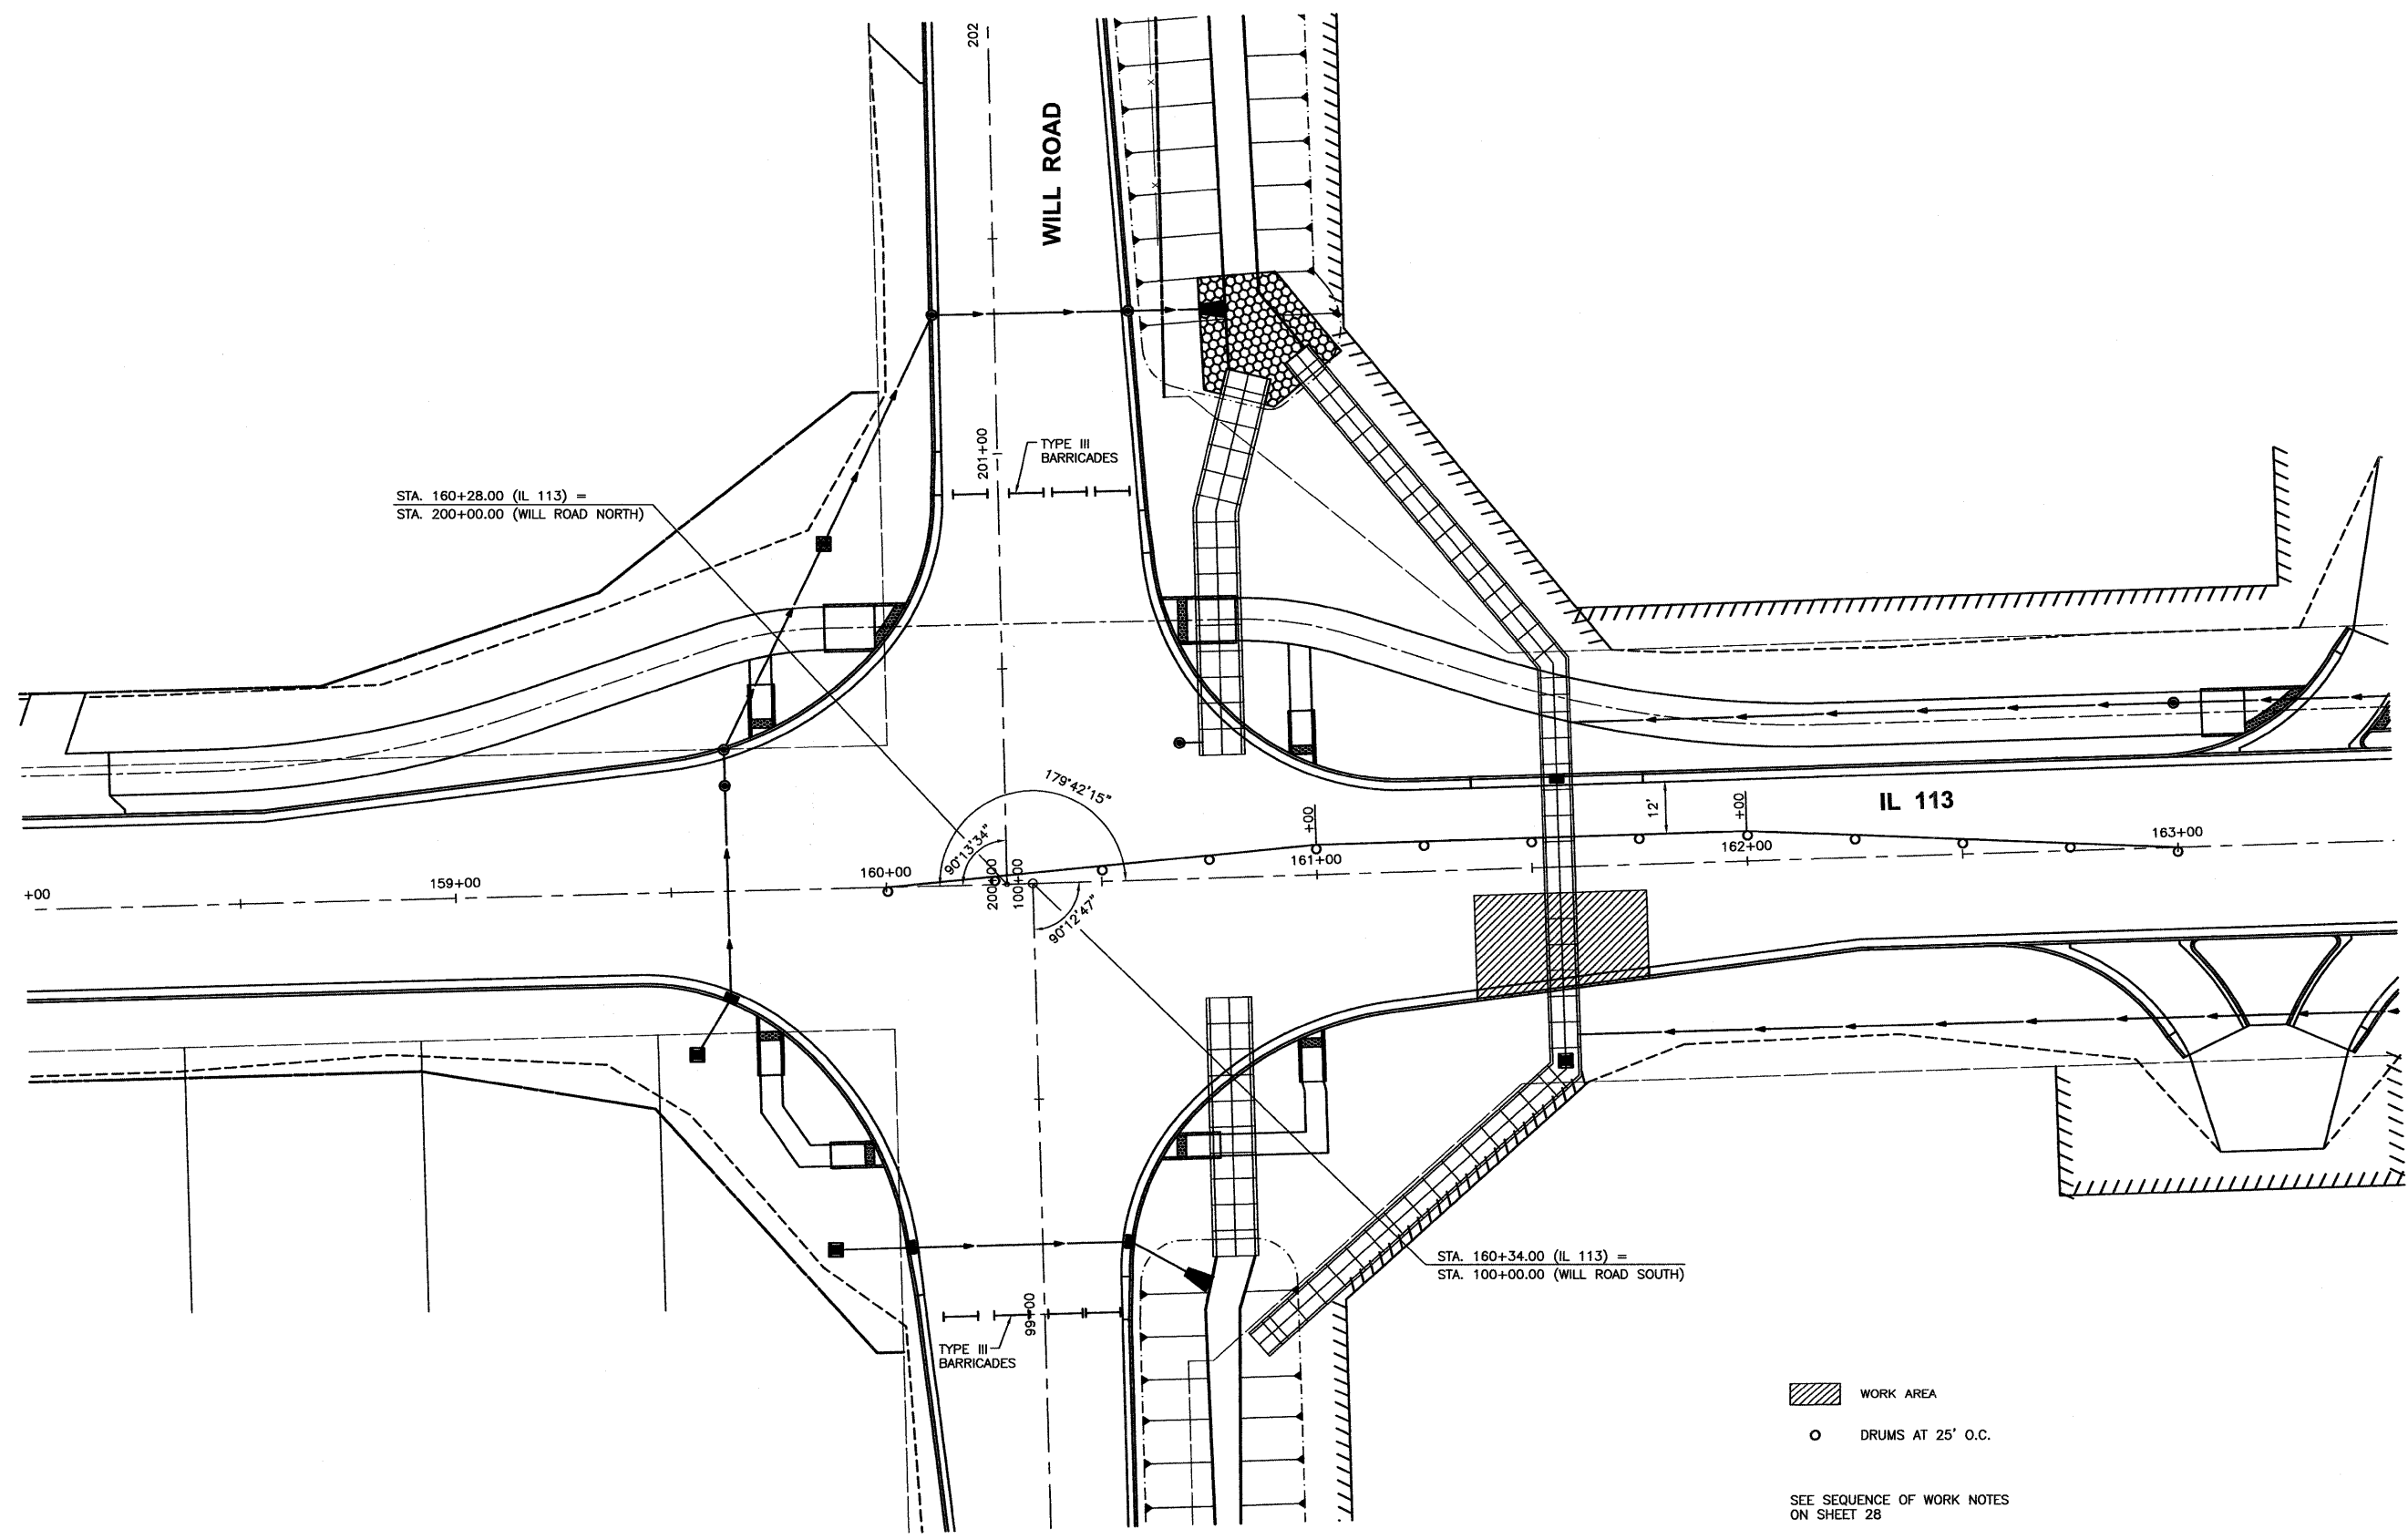 202
WILL ROAD
201+00
TYPE III
BARRICADES
STA. 160+28.00 (IL 113) =
STA. 200+00.00 (WILL ROAD NORTH)
179°42'15"
90°13'34"
12'
IL 113
+00
+00
163+00
162+00
161+00
160+00
159+00
+00
200+00
100+00
90°12'47"
STA. 160+34.00 (IL 113) =
STA. 100+00.00 (WILL ROAD SOUTH)
99+00
TYPE III
BARRICADES
WORK AREA
DRUMS AT 25' O.C.
SEE SEQUENCE OF WORK NOTES
ON SHEET 28